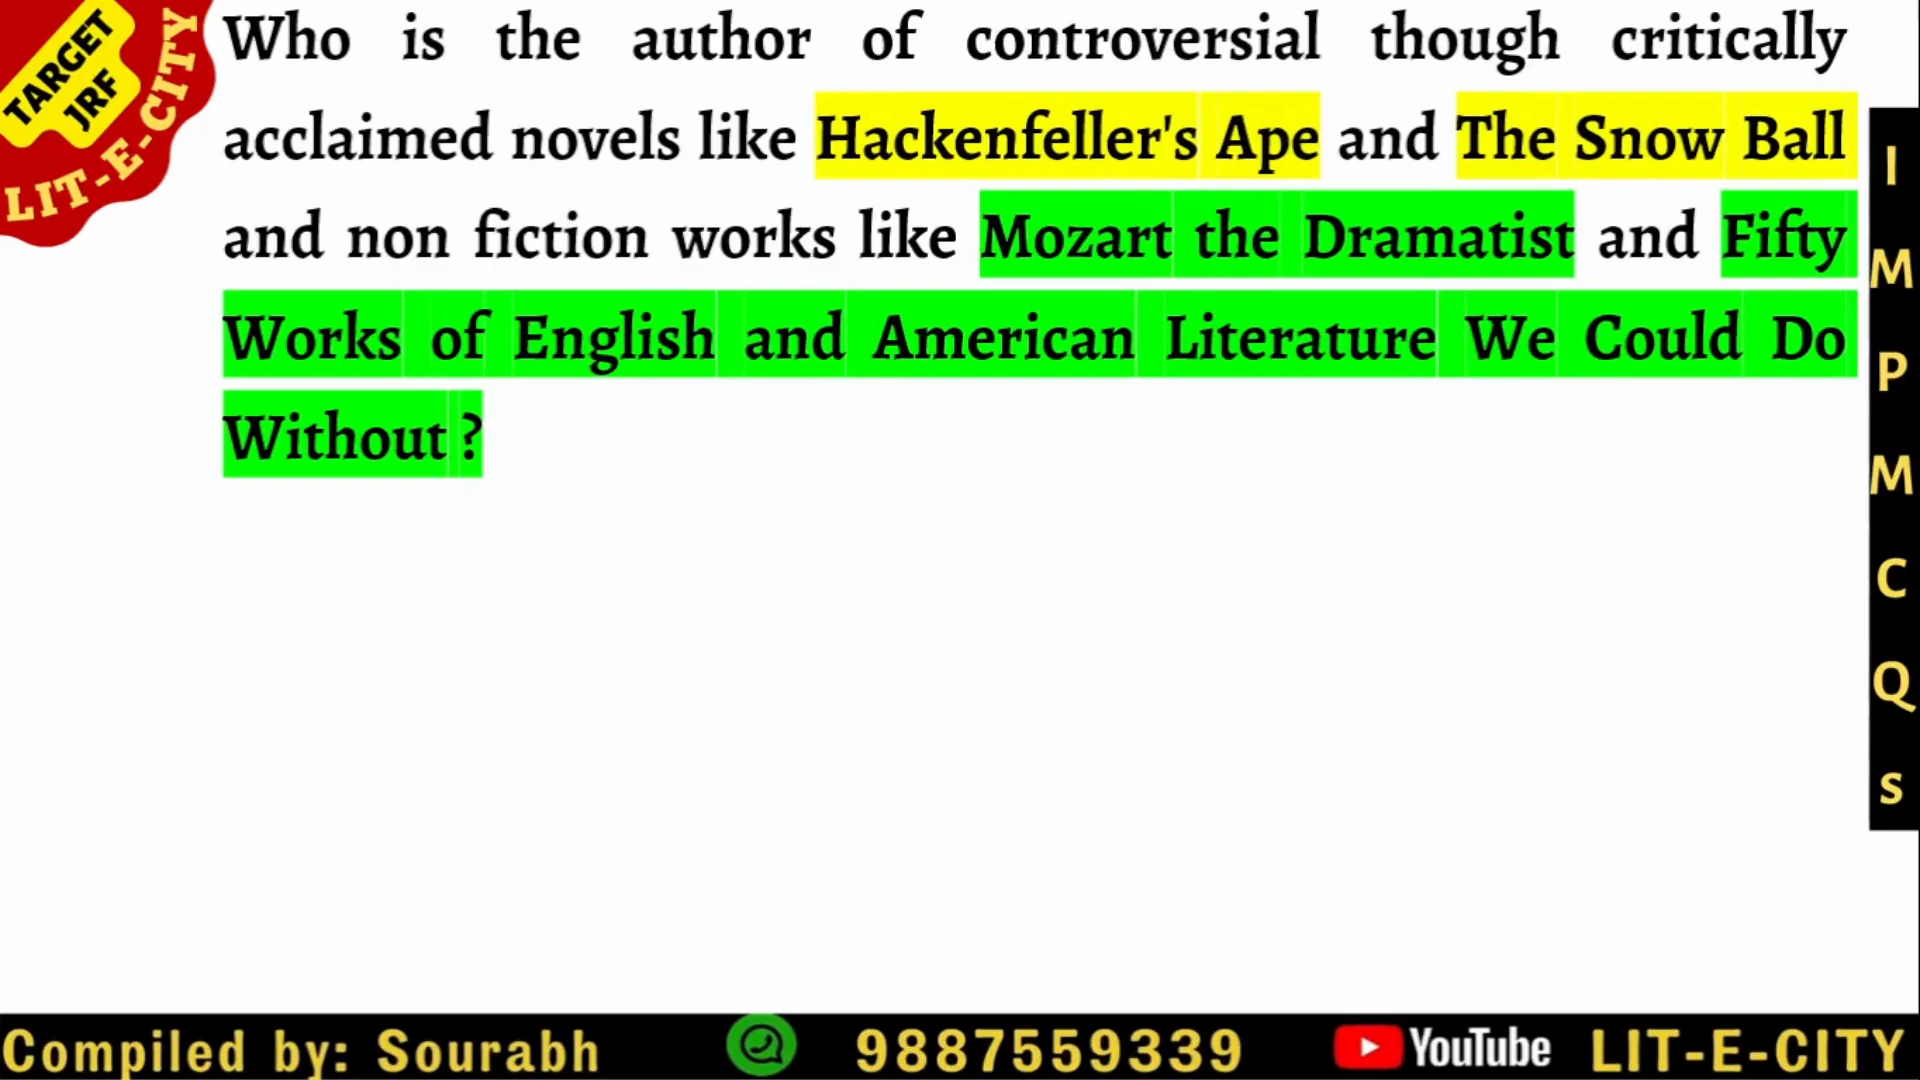 TARGET
JRF
LIT-E-CITY
Who is the author of controversial though critically
acclaimed novels like Hackenfeller's Ape and The Snow Ball
and non fiction works like Mozart the Dramatist and Fifty
Works of English and American Literature We Could Do
Without ?
I
M
P
M
C
Q
s
Compiled by: Sourabh 9887559339 YouTube LIT-E-CITY